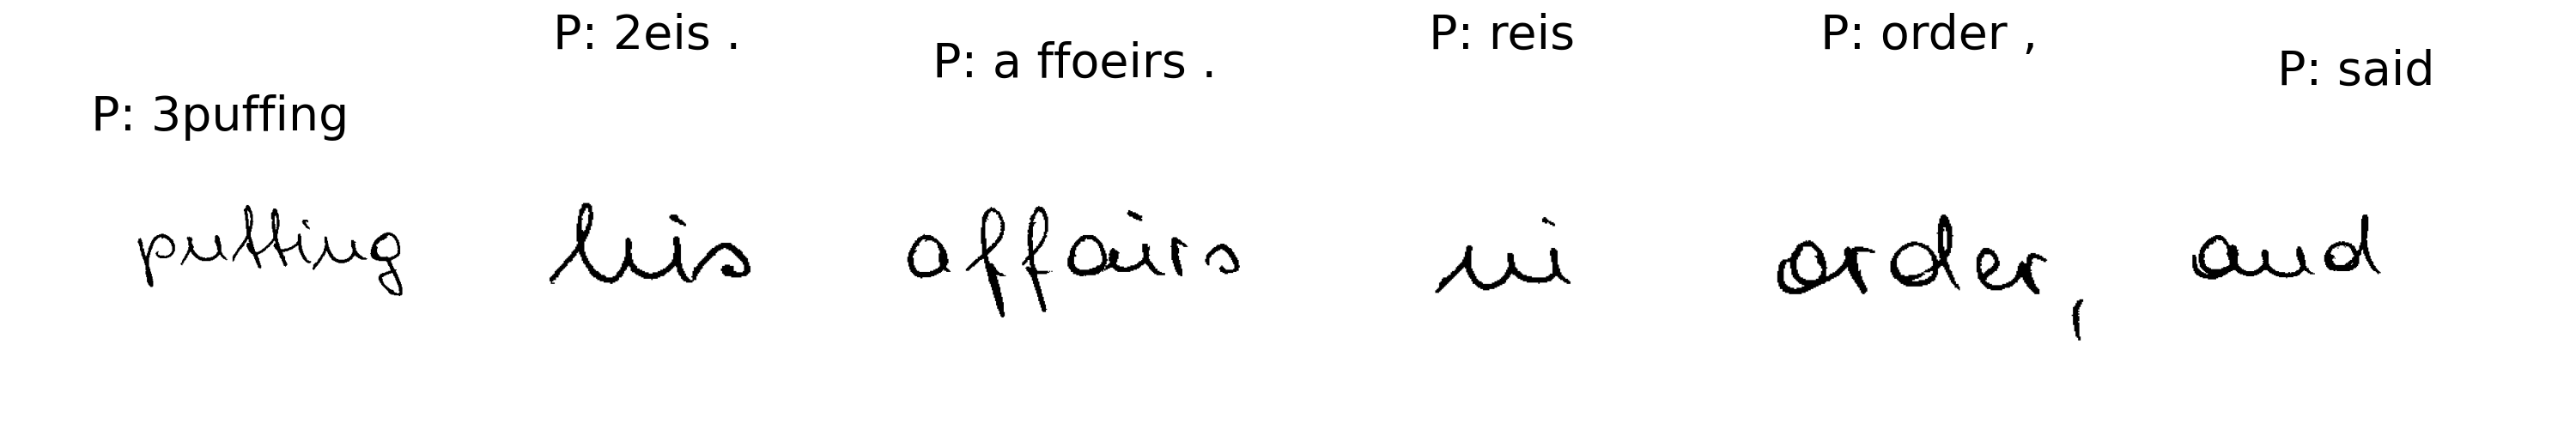 P: 3puffing P: 2eis . P: a ffoeirs . P: reis P: order , P: said
putting his affairs in order, and